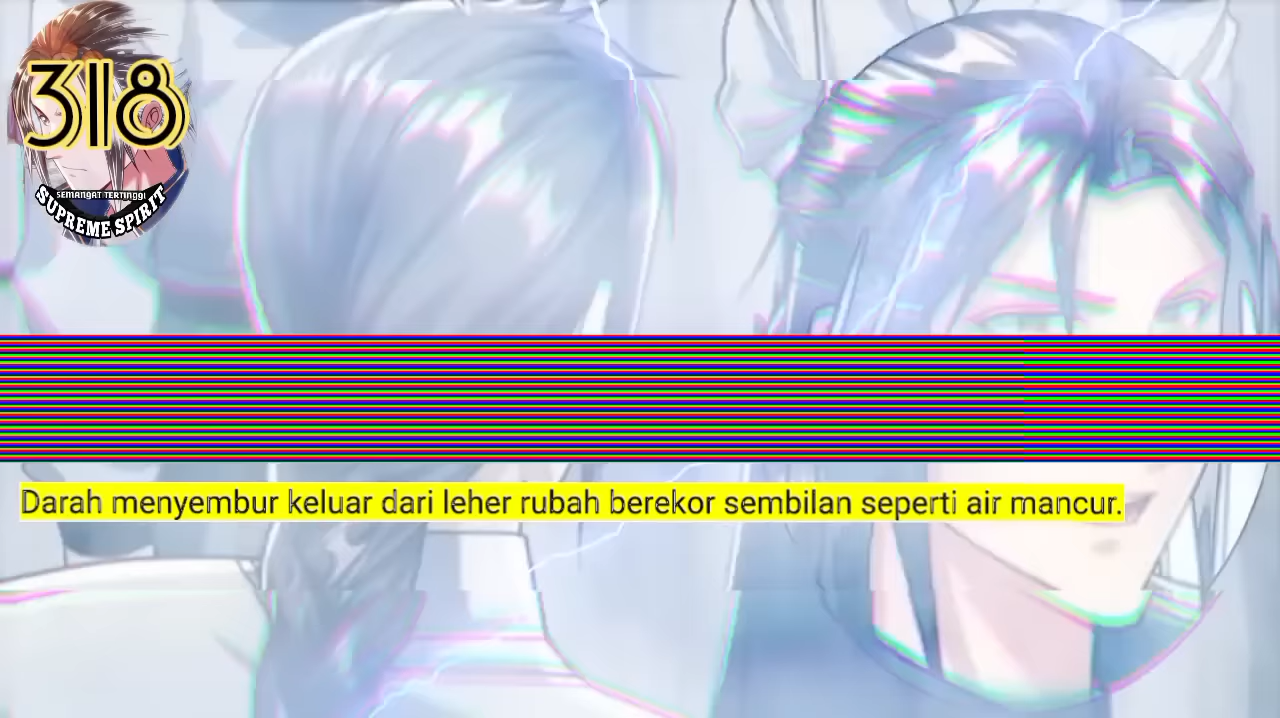 318
SEMANGAT TERTINGGI
SUPREME SPIRIT
Darah menyembur keluar dari leher rubah berekor sembilan seperti air mancur.